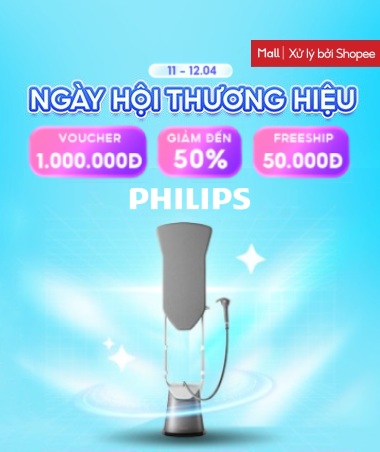 Mall | Xử lý bởi Shopee
11 - 12.04
NGÀY HỘI THƯƠNG HIỆU
VOUCHER
1.000.000Đ
GIẢM ĐẾN
50%
FREESHIP
50.000Đ
PHILIPS